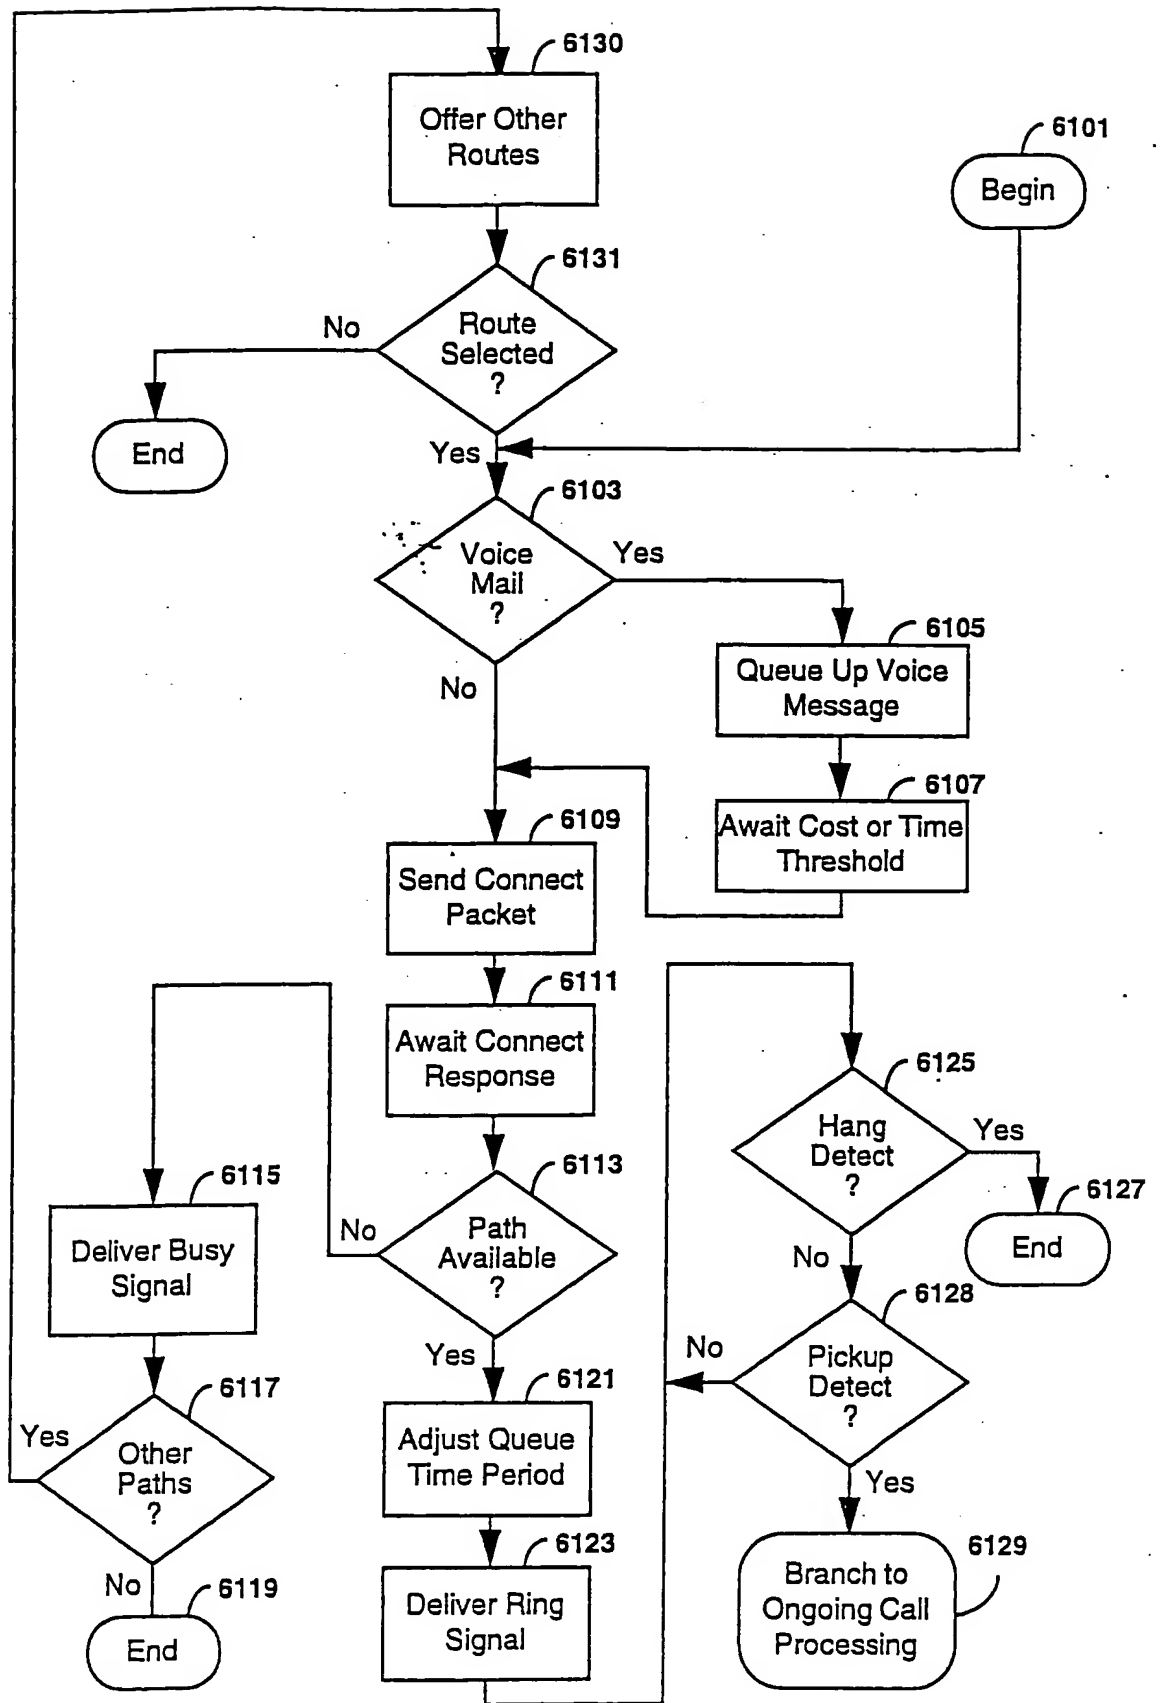 6130
Offer Other
Routes
6101
Begin
6131
Route
Selected
?
No
End
Yes
6103
Voice
Mail
?
Yes
No
6105
Queue Up Voice
Message
6107
Await Cost or Time
Threshold
6109
Send Connect
Packet
6111
Await Connect
Response
6113
Path
Available
?
No
Yes
6115
Deliver Busy
Signal
6117
Other
Paths
?
Yes
No
6119
End
6121
Adjust Queue
Time Period
6123
Deliver Ring
Signal
6125
Hang
Detect
?
Yes
6127
End
No
6128
Pickup
Detect
?
No
Yes
6129
Branch to
Ongoing Call
Processing